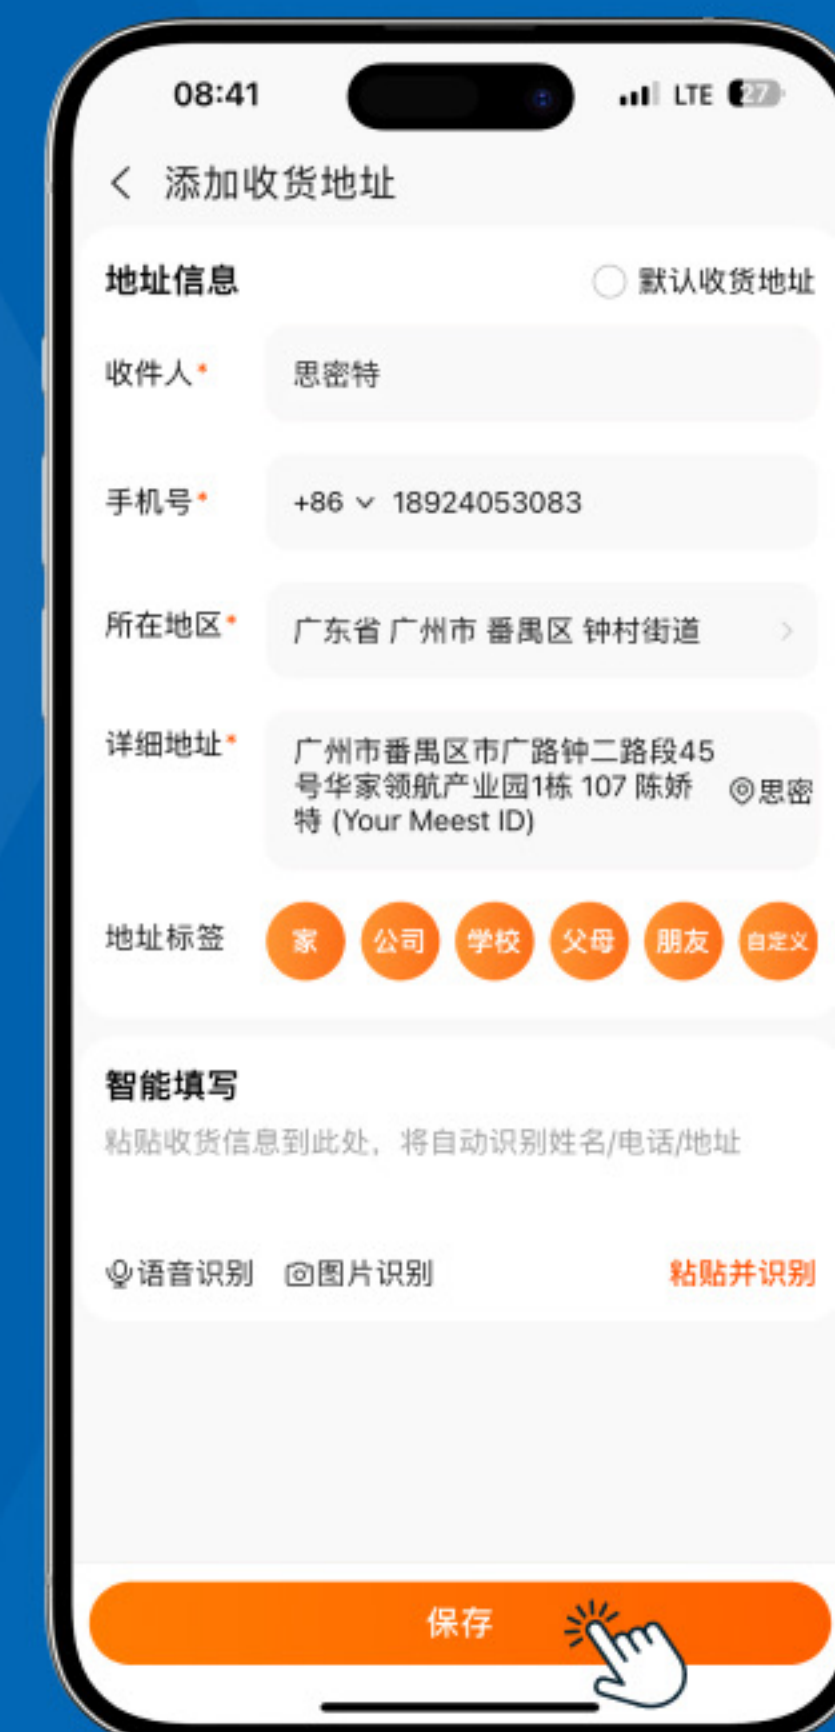 08:41
LTE 27
添加收货地址
地址信息
默认收货地址
收件人*
思密特
手机号*
+86 18924053083
所在地区*
广东省 广州市 番禺区 钟村街道
详细地址*
广州市番禺区市广路钟二路段45
号华家领航产业园1栋 107 陈娇
特 (Your Meest ID)
思密
地址标签
家 公司 学校 父母 朋友 自定义
智能填写
粘贴收货信息到此处，将自动识别姓名/电话/地址
语音识别 图片识别 粘贴并识别
保存